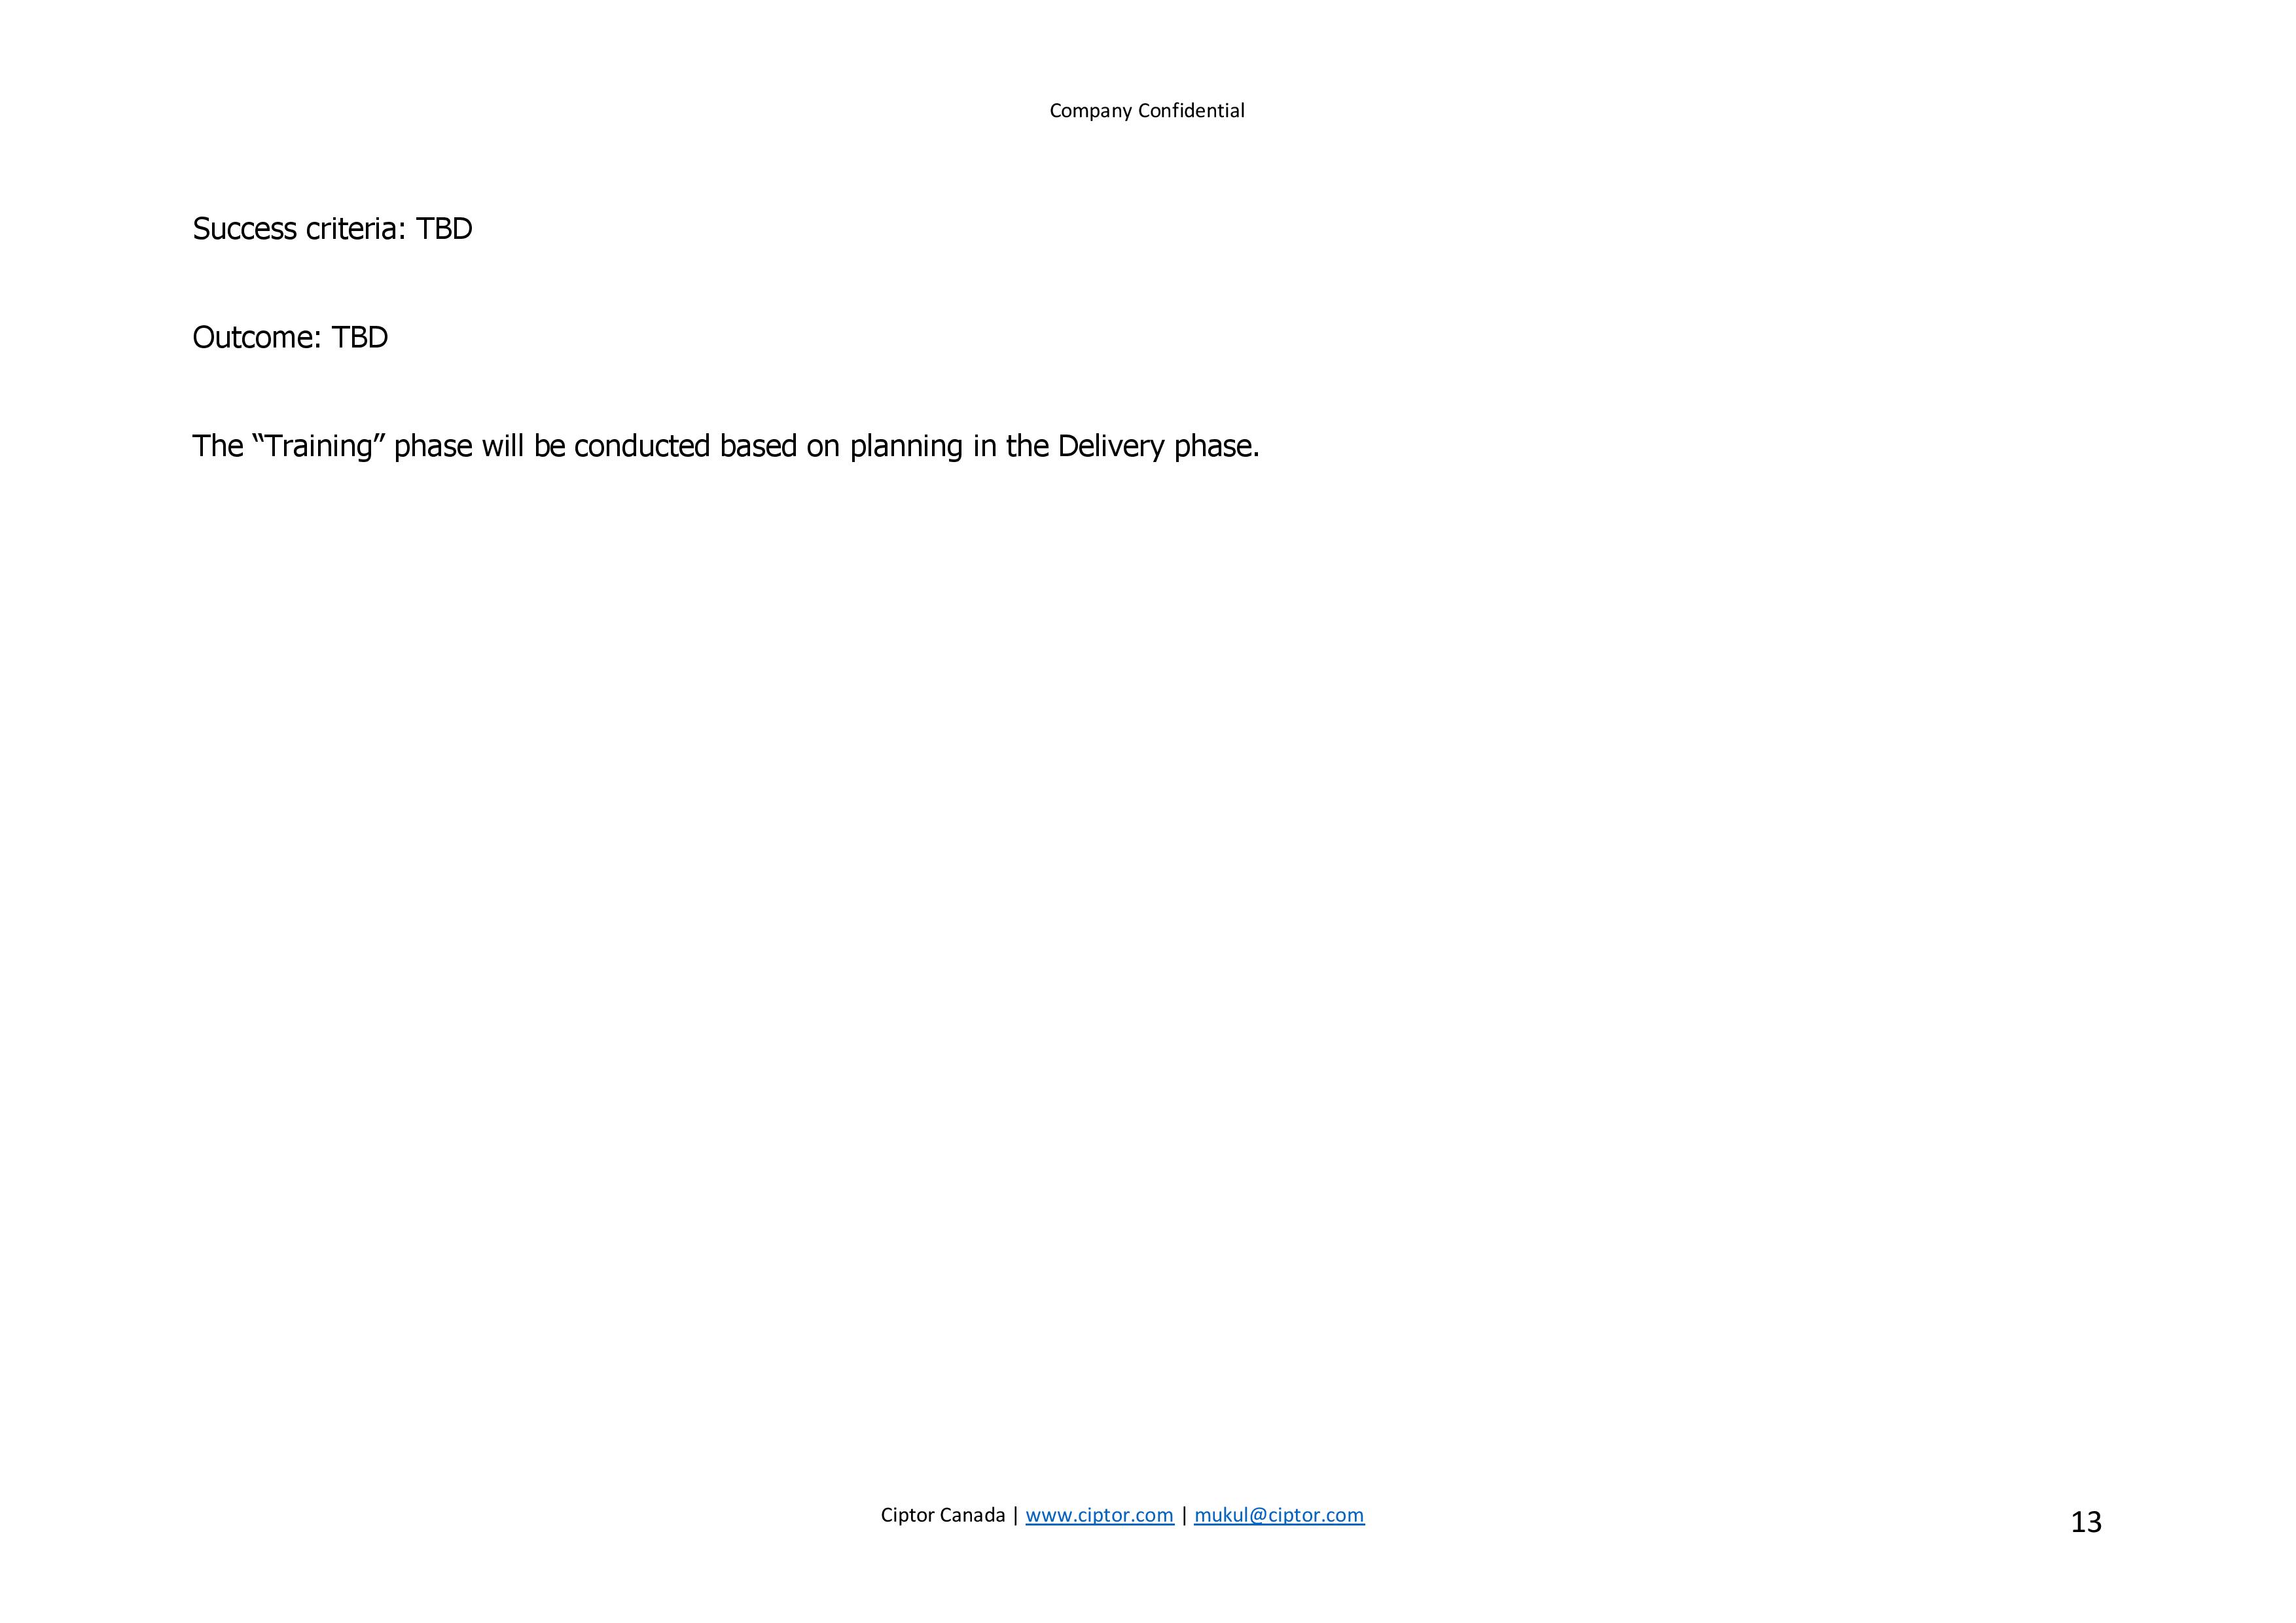 Company Confidential
Success criteria: TBD
Outcome: TBD
The “Training” phase will be conducted based on planning in the Delivery phase.
Ciptor Canada | www.ciptor.com | mukul@ciptor.com
13